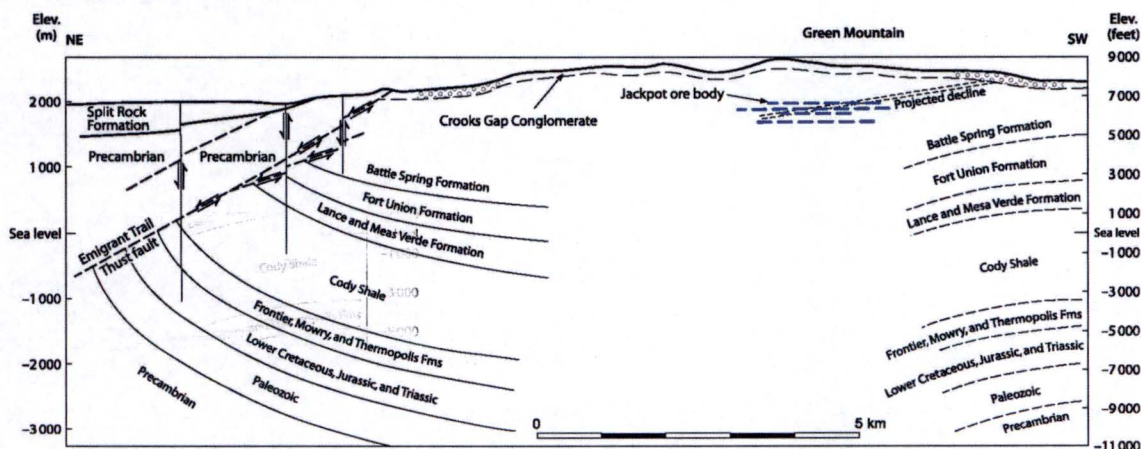 Elev.
(m)
NE
Green Mountain
SW
Elev.
(feet)
9000
2000
7000
5000
1000
3000
1000
Sea level
Sea level
-1000
-1000
-3000
-5000
-2000
-7000
-9000
-3000
-11000
Split Rock
Formation
Precambrian
Precambrian
Emigrant Trail
Thust fault
Crooks Gap Conglomerate
Jackpot ore body
Projected decline
Battle Spring Formation
Fort Union Formation
Lance and Meas Verde Formation
Cody Shale
Cody Shale
Frontier, Mowry, and Thermopolis Fms
Lower Cretaceous, Jurassic, and Triassic
Paleozoic
Precambrian
Battle Spring Formation
Fort Union Formation
Lance and Mesa Verde Formation
Cody Shale
Frontier, Mowry, and Thermopolis Fms
Lower Cretaceous, Jurassic, and Triassic
Paleozoic
Precambrian
0
5 km